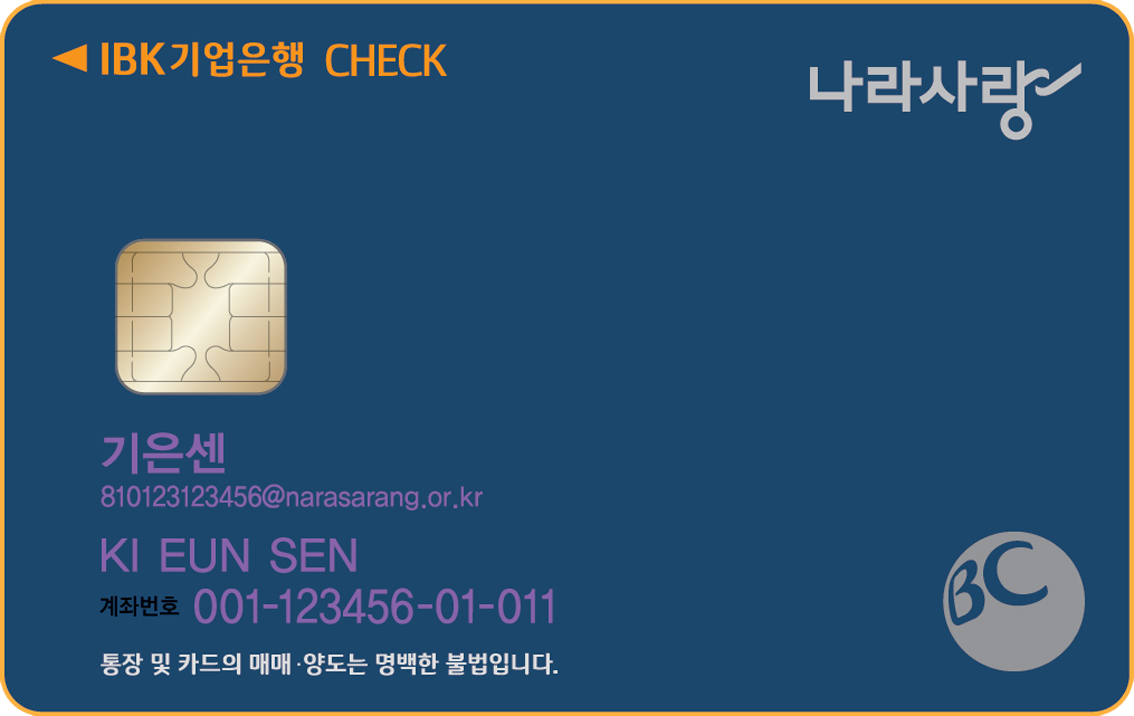 IBK기업은행 CHECK
나라사랑
기은센
810123123456@narasarang.or.kr
KI EUN SEN
계좌번호 001-123456-01-011
통장 및 카드의 매매·양도는 명백한 불법입니다.
BC